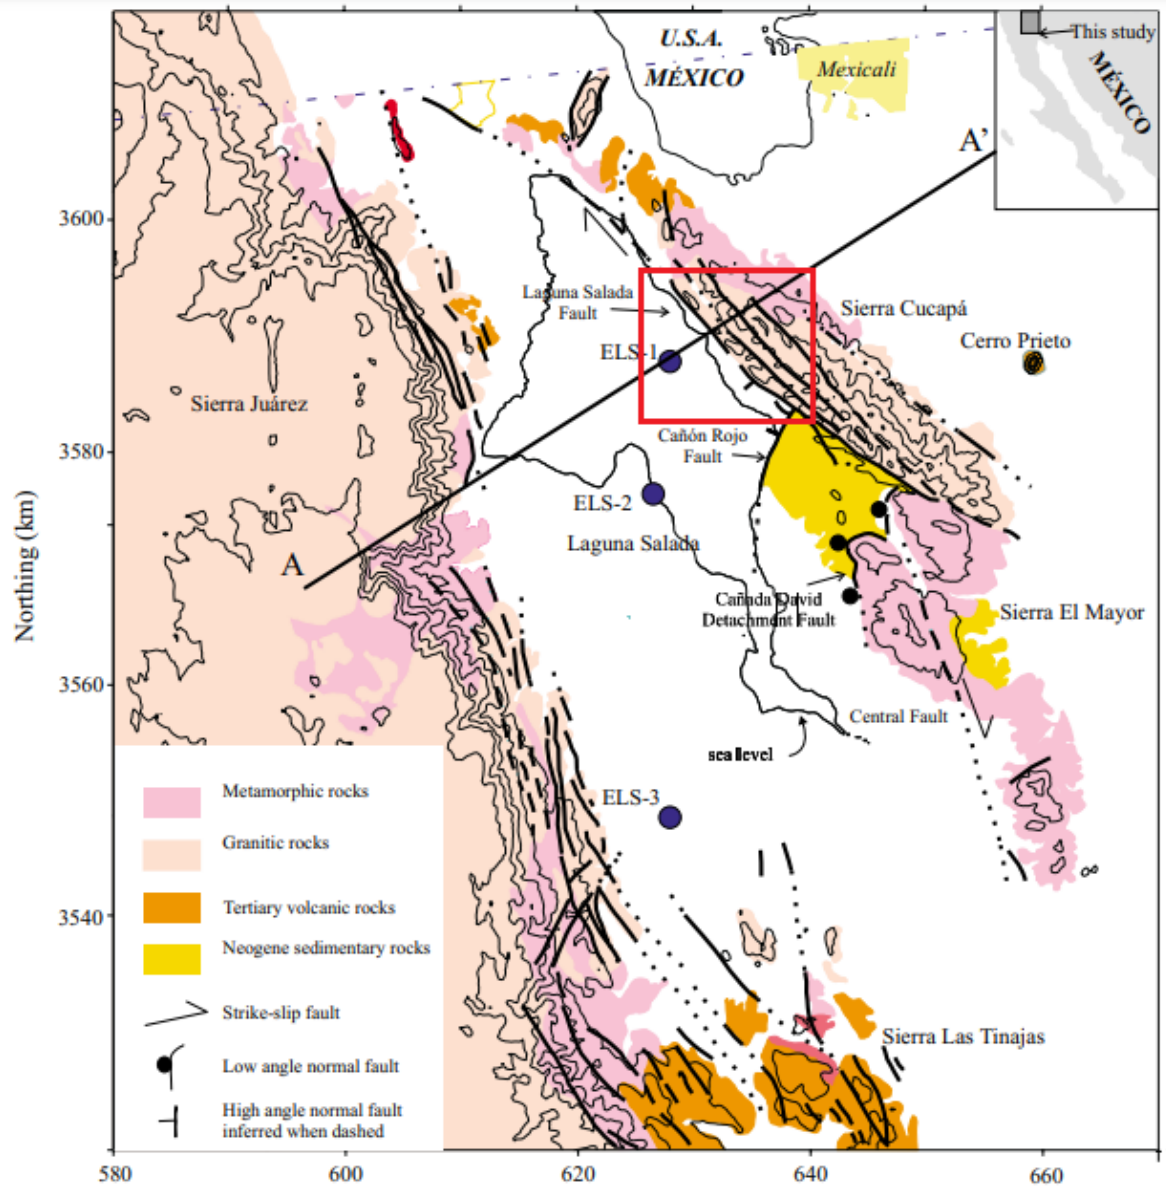 U.S.A.
MÉXICO
Mexicali
This study
MÉXICO
A'
3600
Laguna Salada
Fault
Sierra Cucapá
ELS-1
Cerro Prieto
Sierra Juárez
Cañón Rojo
Fault
3580
ELS-2
Laguna Salada
A
Cañada David
Detachment Fault
Sierra El Mayor
Northing (km)
3560
Central Fault
sea level
ELS-3
Metamorphic rocks
Granitic rocks
Tertiary volcanic rocks
3540
Neogene sedimentary rocks
Strike-slip fault
Sierra Las Tinajas
Low angle normal fault
High angle normal fault
inferred when dashed
580
600
620
640
660